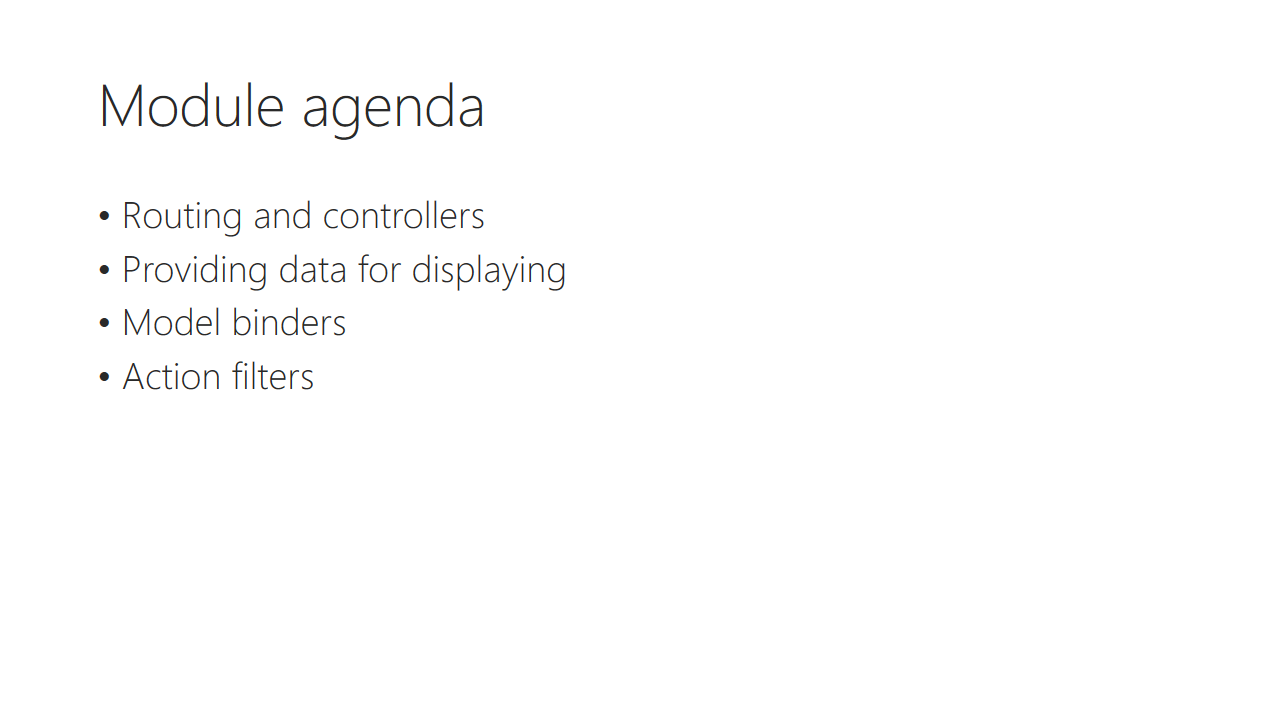 Module agenda
• Routing and controllers
• Providing data for displaying
• Model binders
• Action filters